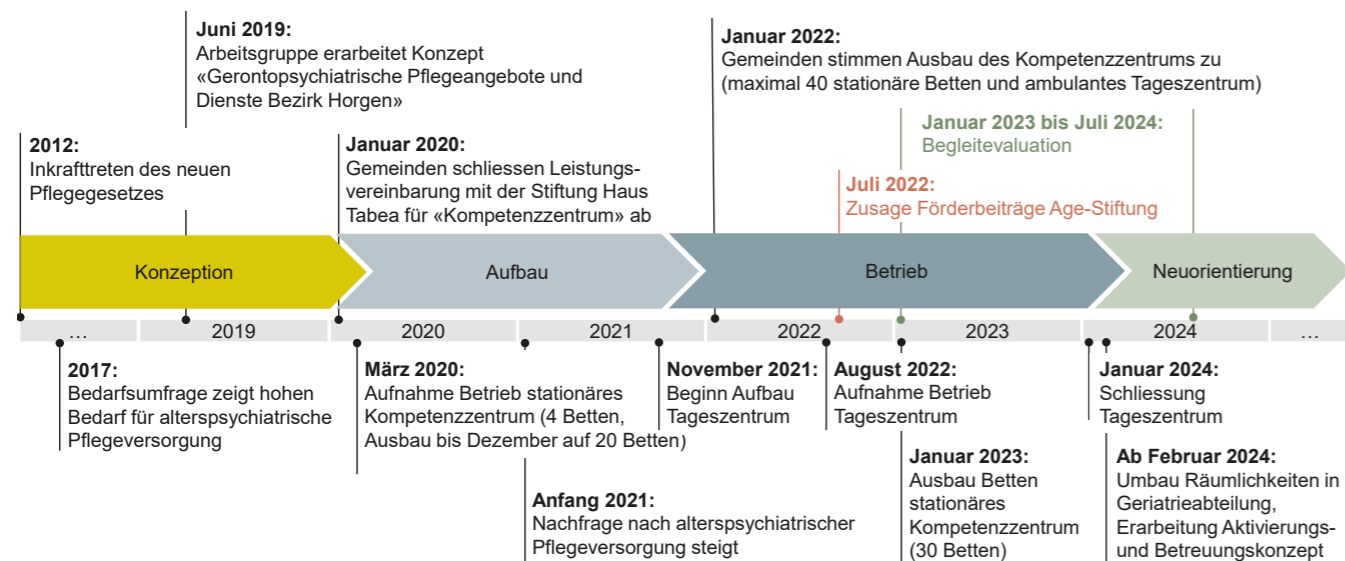 Juni 2019:
Arbeitsgruppe erarbeitet Konzept
«Gerontopsychiatrische Pflegeangebote und
Dienste Bezirk Horgen»
Januar 2022:
Gemeinden stimmen Ausbau des Kompetenzzentrums zu
(maximal 40 stationäre Betten und ambulantes Tageszentrum)
2012:
Inkrafttreten des neuen
Pflegegesetzes
Januar 2020:
Gemeinden schliessen Leistungs-
vereinbarung mit der Stiftung Haus
Tabea für «Kompetenzzentrum» ab
Januar 2023 bis Juli 2024:
Begleitevaluation
Juli 2022:
Zusage Förderbeiträge Age-Stiftung
Konzeption
Aufbau
Betrieb
Neuorientierung
... 2019 2020 2021 2022 2023 2024 ...
2017:
Bedarfsumfrage zeigt hohen
Bedarf für alterspsychiatrische
Pflegeversorgung
März 2020:
Aufnahme Betrieb stationäres
Kompetenzzentrum (4 Betten,
Ausbau bis Dezember auf 20 Betten)
November 2021:
Beginn Aufbau
Tageszentrum
August 2022:
Aufnahme Betrieb
Tageszentrum
Januar 2024:
Schliessung
Tageszentrum
Anfang 2021:
Nachfrage nach alterspsychiatrischer
Pflegeversorgung steigt
Januar 2023:
Ausbau Betten
stationäres
Kompetenzzentrum
(30 Betten)
Ab Februar 2024:
Umbau Räumlichkeiten in
Geriatrieabteilung,
Erarbeitung Aktivierungs-
und Betreuungskonzept